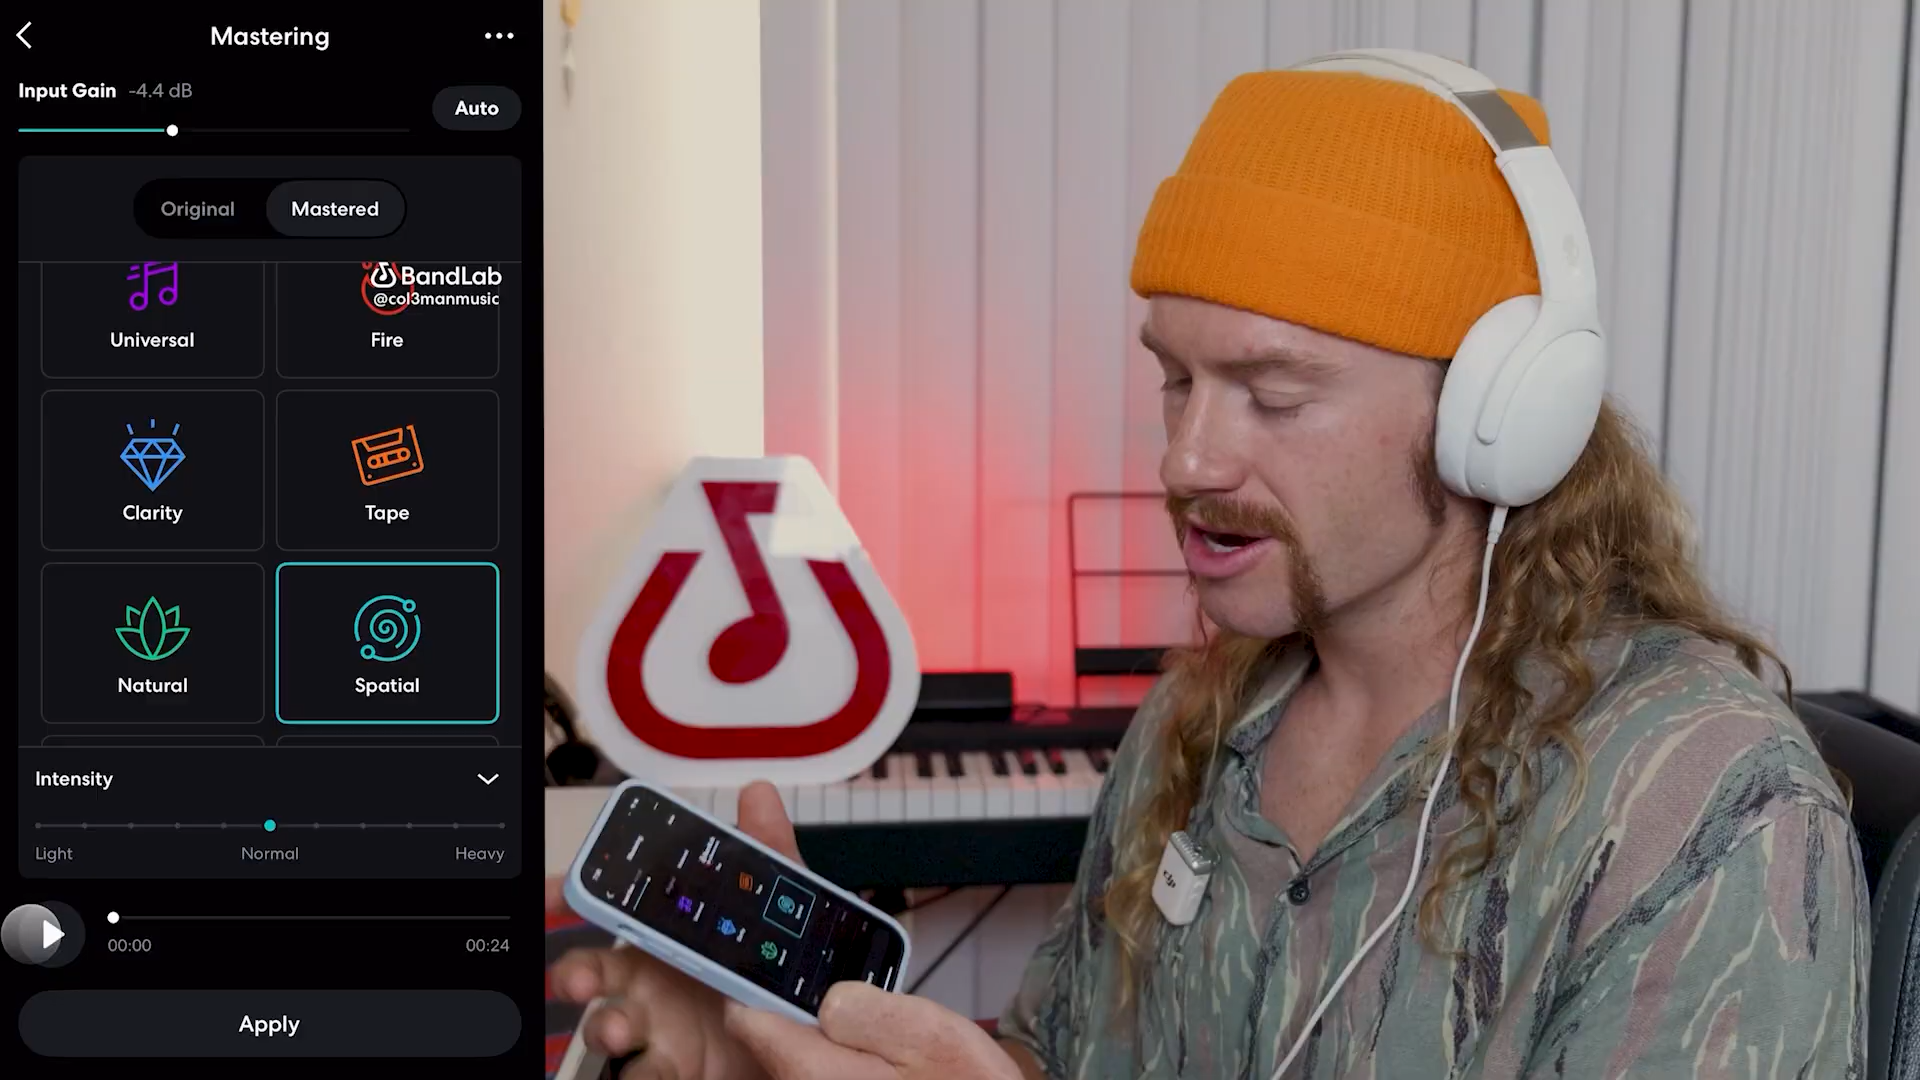 Mastering
Input Gain -4.4 dB
Auto
Original Mastered
BandLab
@col3manmusic
Universal Fire
Clarity Tape
Natural Spatial
Intensity
Light Normal Heavy
00:00 00:24
Apply
dji